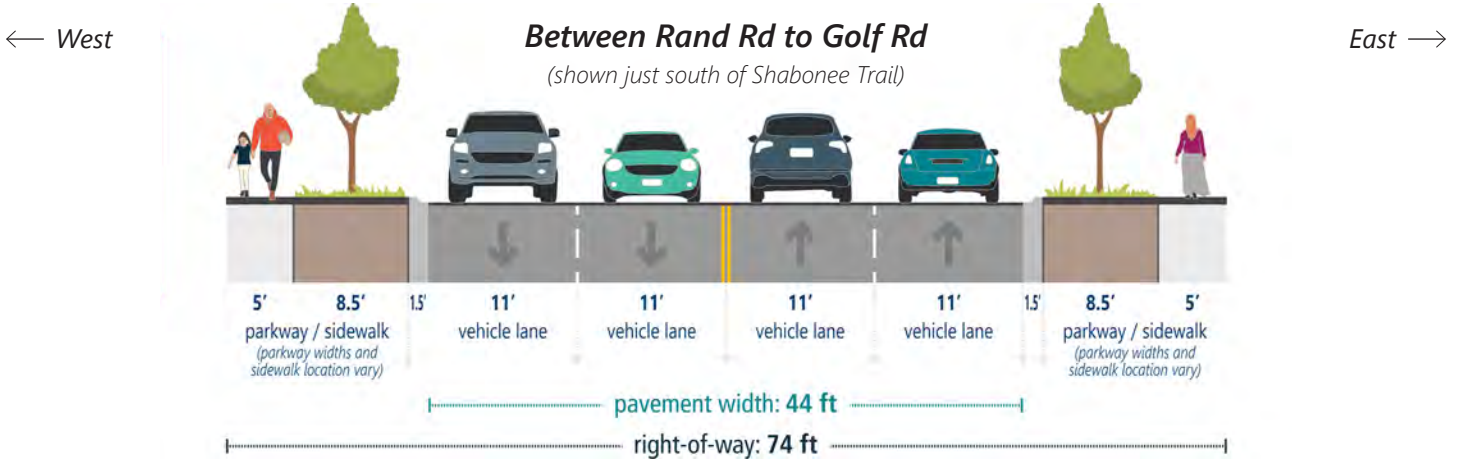 ← West
Between Rand Rd to Golf Rd
East →
(shown just south of Shabonee Trail)
5’ 8.5’ 1.5’ 11’ 11’ 11’ 11’ 1.5’ 8.5’ 5’
parkway / sidewalk vehicle lane vehicle lane vehicle lane vehicle lane parkway / sidewalk
(parkway widths and (parkway widths and
sidewalk location vary) sidewalk location vary)
pavement width: 44 ft
right-of-way: 74 ft